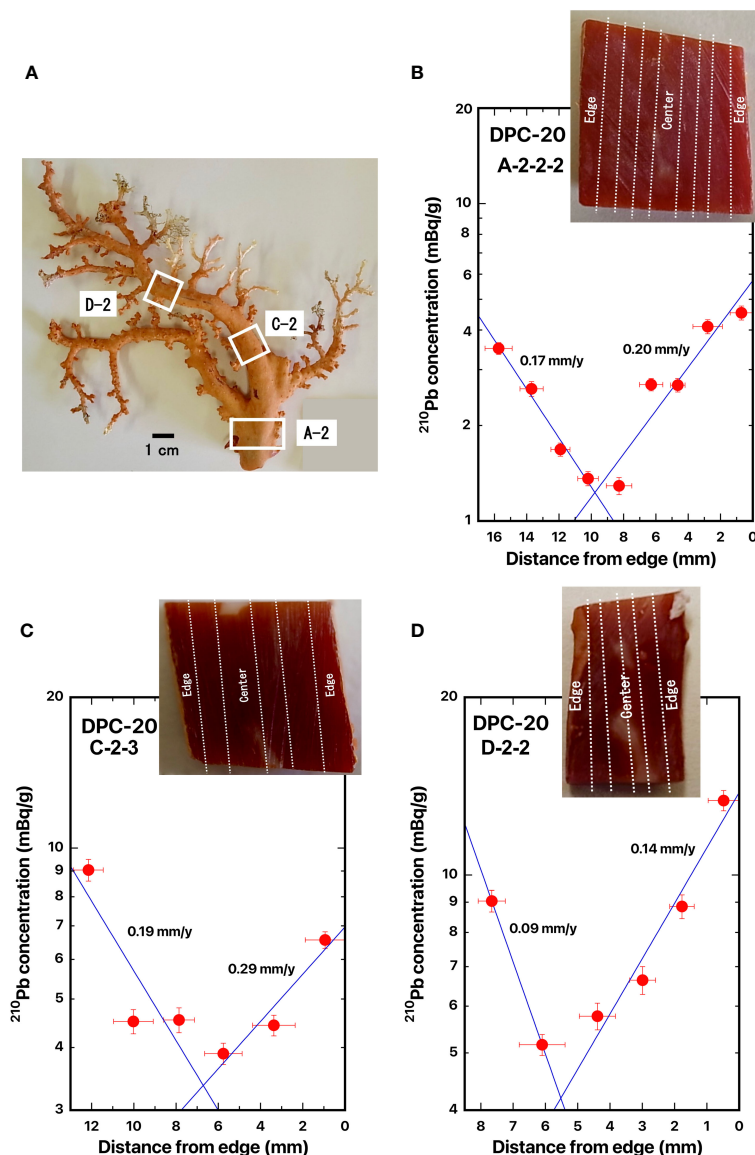 A
D-2
C-2
A-2
1 cm
B
Edge
Center
Edge
DPC-20
A-2-2-2
20
10
8
6
4
2
1
0.17 mm/y
0.20 mm/y
16 14 12 10 8 6 4 2 0
²¹⁰Pb concentration (mBq/g)
Distance from edge (mm)
C
Edge
Center
Edge
DPC-20
C-2-3
20
10
9
8
7
6
5
4
3
0.19 mm/y
0.29 mm/y
12 10 8 6 4 2 0
²¹⁰Pb concentration (mBq/g)
Distance from edge (mm)
D
Edge
Center
Edge
DPC-20
D-2-2
20
10
9
8
7
6
5
4
0.14 mm/y
0.09 mm/y
8 7 6 5 4 3 2 1 0
²¹⁰Pb concentration (mBq/g)
Distance from edge (mm)